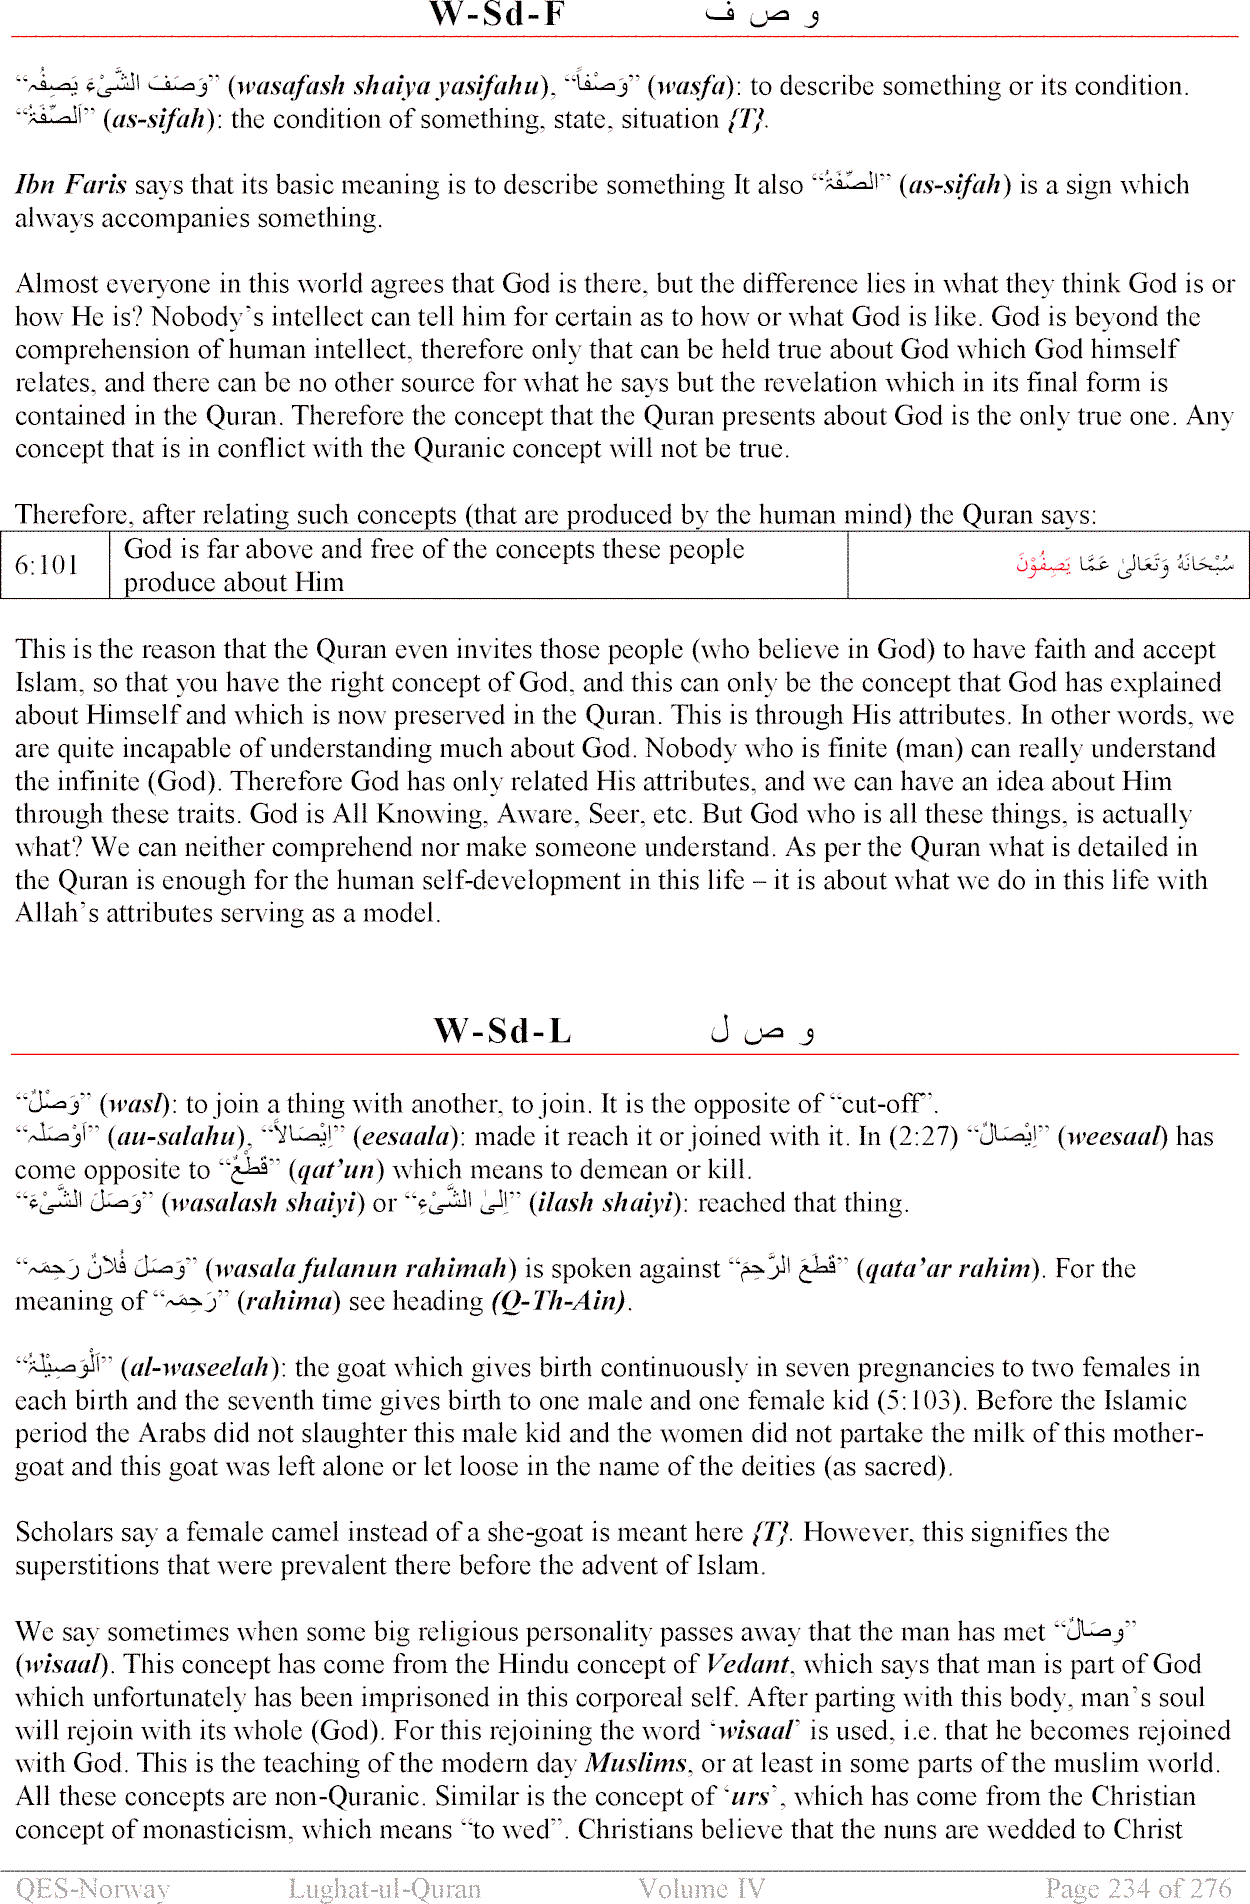 W-Sd-F و ص ف
“وَصَفَ الشَّیْءَ یَصِفُہ” (wasafash shaiya yasifahu), “وَصْفاً” (wasfa): to describe something or its condition.
“اَلصِّفَۃُ” (as-sifah): the condition of something, state, situation {T}.
Ibn Faris says that its basic meaning is to describe something It also “الصِّفَۃُ” (as-sifah) is a sign which
always accompanies something.
Almost everyone in this world agrees that God is there, but the difference lies in what they think God is or
how He is? Nobody’s intellect can tell him for certain as to how or what God is like. God is beyond the
comprehension of human intellect, therefore only that can be held true about God which God himself
relates, and there can be no other source for what he says but the revelation which in its final form is
contained in the Quran. Therefore the concept that the Quran presents about God is the only true one. Any
concept that is in conflict with the Quranic concept will not be true.
Therefore, after relating such concepts (that are produced by the human mind) the Quran says:
6:101 God is far above and free of the concepts these people
produce about Him
سُبْحَانَہُ وَتَعَالیٰ عَمَّا یَصِفُوْنَ
This is the reason that the Quran even invites those people (who believe in God) to have faith and accept
Islam, so that you have the right concept of God, and this can only be the concept that God has explained
about Himself and which is now preserved in the Quran. This is through His attributes. In other words, we
are quite incapable of understanding much about God. Nobody who is finite (man) can really understand
the infinite (God). Therefore God has only related His attributes, and we can have an idea about Him
through these traits. God is All Knowing, Aware, Seer, etc. But God who is all these things, is actually
what? We can neither comprehend nor make someone understand. As per the Quran what is detailed in
the Quran is enough for the human self-development in this life – it is about what we do in this life with
Allah’s attributes serving as a model.
W-Sd-L و ص ل
“وَصْلٌ” (wasl): to join a thing with another, to join. It is the opposite of “cut-off”.
“اَوْصَلَہ” (au-salahu), “اِیْصَالاً” (eesaala): made it reach it or joined with it. In (2:27) “اِیْصَالٌ” (weesaal) has
come opposite to “قَطْعٌ” (qat’un) which means to demean or kill.
“وَصَلَ الشَّیْءَ” (wasalash shaiyi) or “اِلیٰ الشَّیْءِ” (ilash shaiyi): reached that thing.
“وَصَلَ فُلَانٌ رَحِمَہ” (wasala fulanun rahimah) is spoken against “قَطَعَ الرَّحِمَ” (qata’ar rahim). For the
meaning of “رَحِمَہ” (rahima) see heading (Q-Th-Ain).
“اَلْوَصِیْلَۃُ” (al-waseelah): the goat which gives birth continuously in seven pregnancies to two females in
each birth and the seventh time gives birth to one male and one female kid (5:103). Before the Islamic
period the Arabs did not slaughter this male kid and the women did not partake the milk of this mother-
goat and this goat was left alone or let loose in the name of the deities (as sacred).
Scholars say a female camel instead of a she-goat is meant here {T}. However, this signifies the
superstitions that were prevalent there before the advent of Islam.
We say sometimes when some big religious personality passes away that the man has met “وِصَالٌ”
(wisaal). This concept has come from the Hindu concept of Vedant, which says that man is part of God
which unfortunately has been imprisoned in this corporeal self. After parting with this body, man’s soul
will rejoin with its whole (God). For this rejoining the word ‘wisaal’ is used, i.e. that he becomes rejoined
with God. This is the teaching of the modern day Muslims, or at least in some parts of the muslim world.
All these concepts are non-Quranic. Similar is the concept of ‘urs’, which has come from the Christian
concept of monasticism, which means “to wed”. Christians believe that the nuns are wedded to Christ
QES-Norway Lughat-ul-Quran Volume IV Page 234 of 276